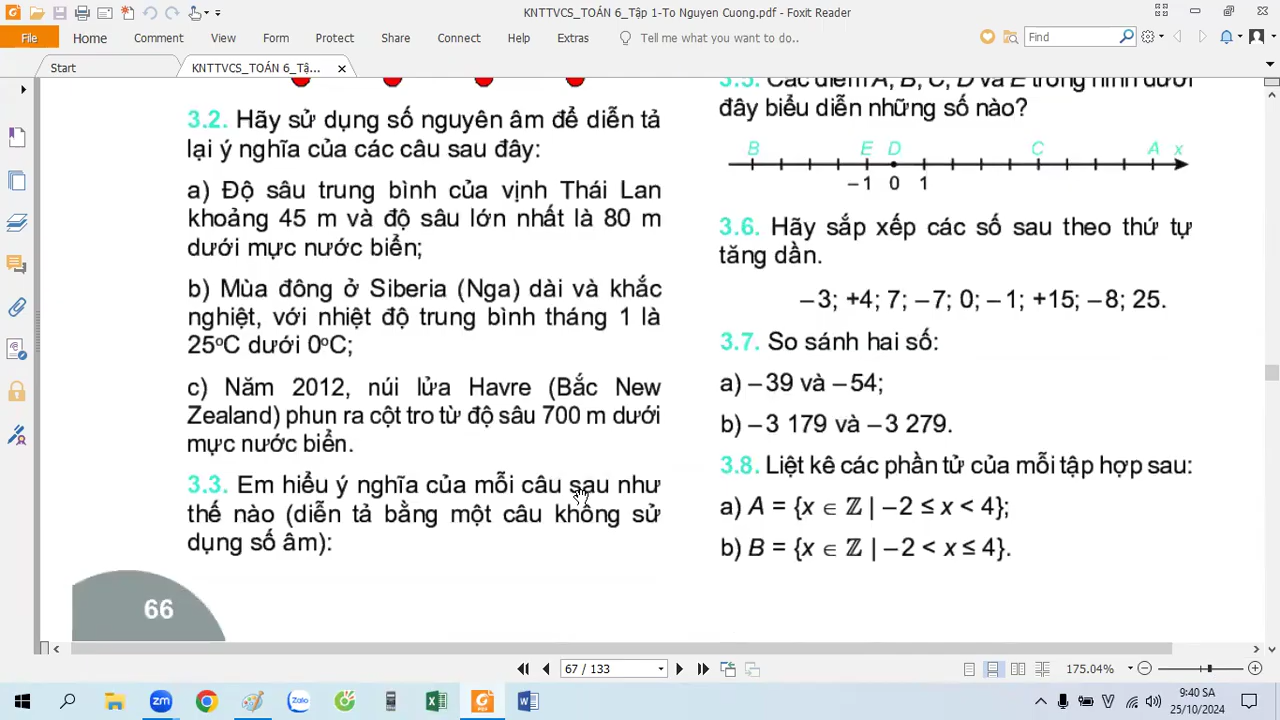 KNTTVCS_TOÁN 6_Tập 1-To Nguyen Cuong.pdf - Foxit Reader
File Home Comment View Form Protect Share Connect Help Extras Tell me what you want to do.. Find
Start KNTTVCS_TOÁN 6_Tậ...
3.2. Hãy sử dụng số nguyên âm để diễn tả
lại ý nghĩa của các câu sau đây:
a) Độ sâu trung bình của vịnh Thái Lan
khoảng 45 m và độ sâu lớn nhất là 80 m
dưới mực nước biển;
b) Mùa đông ở Siberia (Nga) dài và khắc
nghiệt, với nhiệt độ trung bình tháng 1 là
25°C dưới 0°C;
c) Năm 2012, núi lửa Havre (Bắc New
Zealand) phun ra cột tro từ độ sâu 700 m dưới
mực nước biển.
3.3. Em hiểu ý nghĩa của mỗi câu sau như
thế nào (diễn tả bằng một câu không sử
dụng số âm):
66
3.5. Các điểm A, B, C, D và E trong hình dưới
đây biểu diễn những số nào?
B E D C A x
–1 0 1
3.6. Hãy sắp xếp các số sau theo thứ tự
tăng dần.
–3; +4; 7; –7; 0; –1; +15; –8; 25.
3.7. So sánh hai số:
a) –39 và –54;
b) –3 179 và –3 279.
3.8. Liệt kê các phần tử của mỗi tập hợp sau:
a) A = {x ∈ ℤ | –2 ≤ x < 4};
b) B = {x ∈ ℤ | –2 < x ≤ 4}.
67 / 133 175.04%
zm Zalo 9:40 SA
25/10/2024